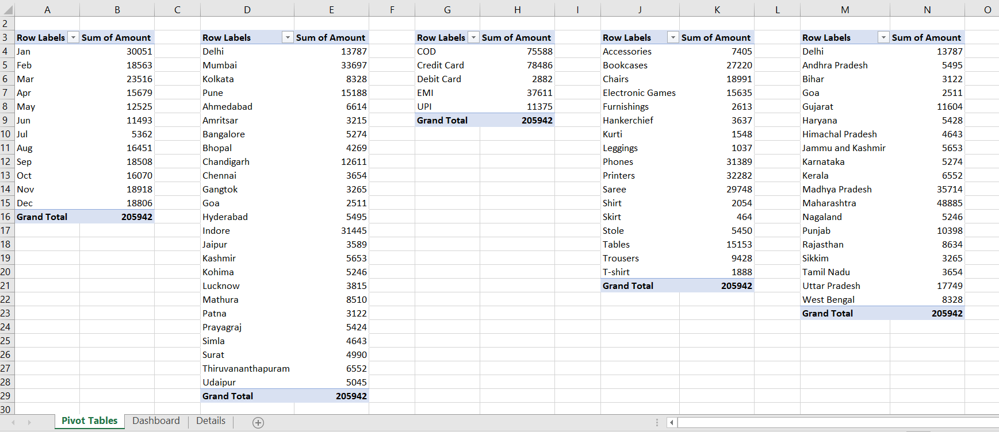 A B C D E F G H I J K L M N O
2
3 Row Labels Sum of Amount Row Labels Sum of Amount Row Labels Sum of Amount Row Labels Sum of Amount Row Labels Sum of Amount
4 Jan 30051 Delhi 13787 COD 75588 Accessories 7405 Delhi 13787
5 Feb 18563 Mumbai 33697 Credit Card 78486 Bookcases 27220 Andhra Pradesh 5495
6 Mar 23516 Kolkata 8328 Debit Card 2882 Chairs 18991 Bihar 3122
7 Apr 15679 Pune 15188 EMI 37611 Electronic Games 15635 Goa 2511
8 May 12525 Ahmedabad 6614 UPI 11375 Furnishings 2613 Gujarat 11604
9 Jun 11493 Amritsar 3215 Grand Total 205942 Hankerchief 3637 Haryana 5428
10 Jul 5362 Bangalore 5274 Kurti 1548 Himachal Pradesh 4643
11 Aug 16451 Bhopal 4269 Leggings 1037 Jammu and Kashmir 5653
12 Sep 18508 Chandigarh 12611 Phones 31389 Karnataka 5274
13 Oct 16070 Chennai 3654 Printers 32282 Kerala 6552
14 Nov 18918 Gangtok 3265 Saree 29748 Madhya Pradesh 35714
15 Dec 18806 Goa 2511 Shirt 2054 Maharashtra 48885
16 Grand Total 205942 Hyderabad 5495 Skirt 464 Nagaland 5246
17 Indore 31445 Stole 5450 Punjab 10398
18 Jaipur 3589 Tables 15153 Rajasthan 8634
19 Kashmir 5653 Trousers 9428 Sikkim 3265
20 Kohima 5246 T-shirt 1888 Tamil Nadu 3654
21 Lucknow 3815 Grand Total 205942 Uttar Pradesh 17749
22 Mathura 8510 West Bengal 8328
23 Patna 3122 Grand Total 205942
24 Prayagraj 5424
25 Simla 4643
26 Surat 4990
27 Thiruvananthapuram 6552
28 Udaipur 5045
29 Grand Total 205942
30
Pivot Tables Dashboard Details